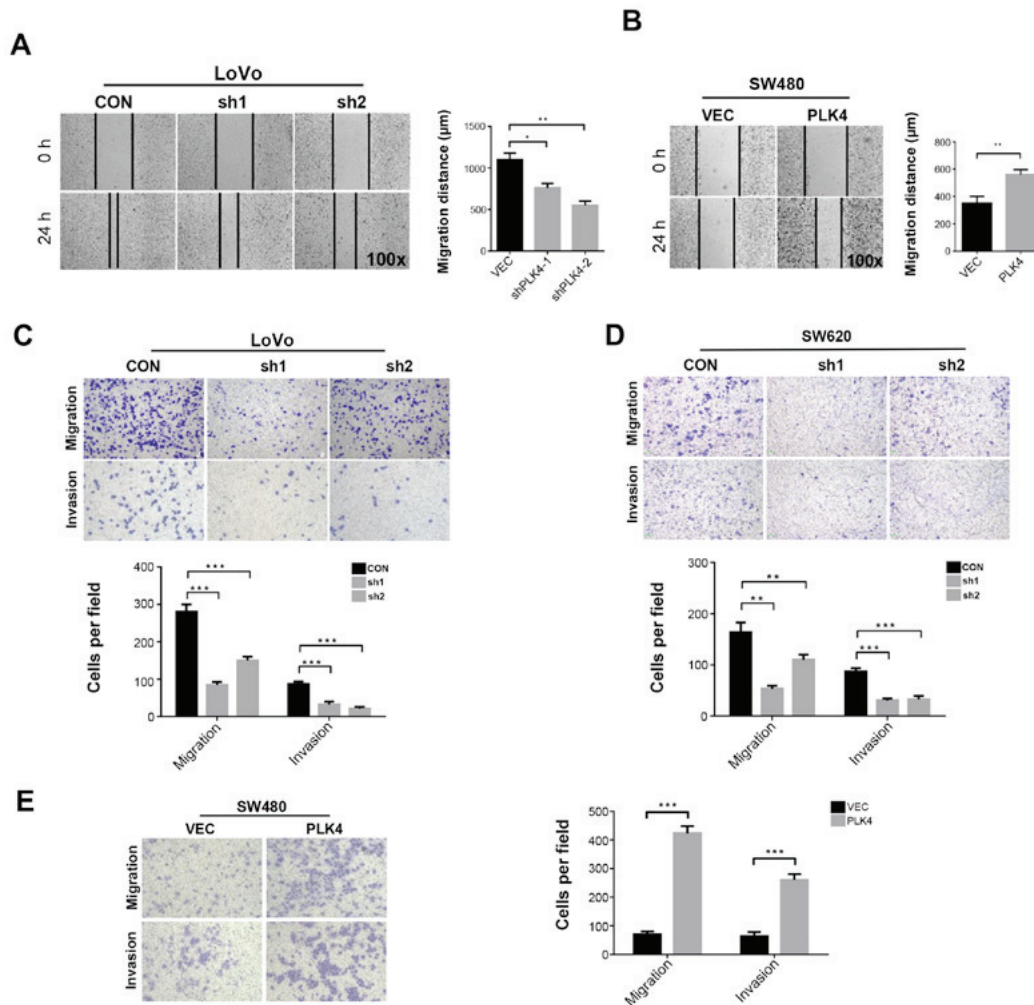 A
LoVo
CON sh1 sh2
0 h
24 h
100x
Migration distance (µm)
1500
1000
500
0
* **
VEC
shPLK4-1
shPLK4-2
B
SW480
VEC PLK4
0 h
24 h
100x
Migration distance (µm)
800
600
400
200
0
**
VEC
PLK4
C
LoVo
CON sh1 sh2
Migration
Invasion
Cells per field
400
300
200
100
0
***
***
***
***
CON
sh1
sh2
Migration
Invasion
D
SW620
CON sh1 sh2
Migration
Invasion
Cells per field
300
200
100
0
**
**
***
***
CON
sh1
sh2
Migration
Invasion
E
SW480
VEC PLK4
Migration
Invasion
Cells per field
500
400
300
200
100
0
***
***
VEC
PLK4
Migration
Invasion